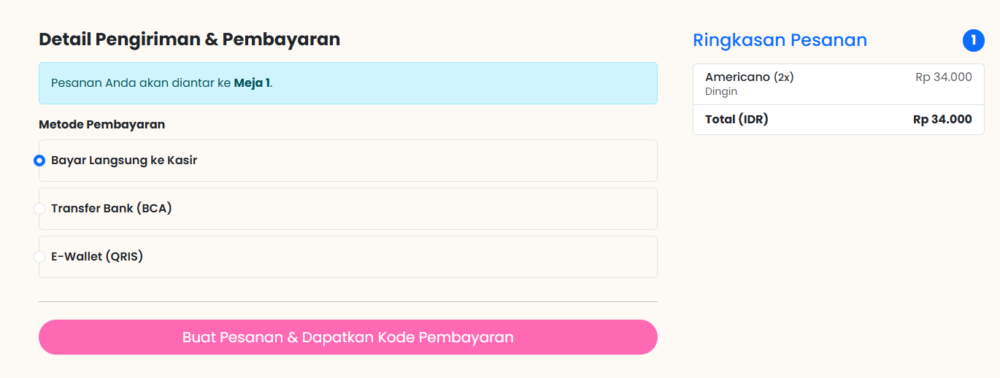 Detail Pengiriman & Pembayaran
Pesanan Anda akan diantar ke Meja 1.
Metode Pembayaran
Bayar Langsung ke Kasir
Transfer Bank (BCA)
E-Wallet (QRIS)
Buat Pesanan & Dapatkan Kode Pembayaran
Ringkasan Pesanan 1
Americano (2x) Rp 34.000
Dingin
Total (IDR) Rp 34.000